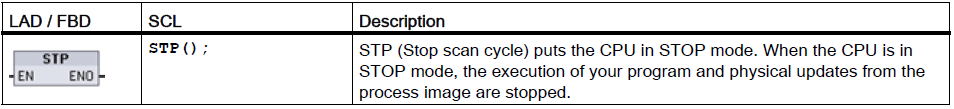 LAD / FBD SCL Description
STP
EN ENO
STP();
STP (Stop scan cycle) puts the CPU in STOP mode. When the CPU is in
STOP mode, the execution of your program and physical updates from the
process image are stopped.